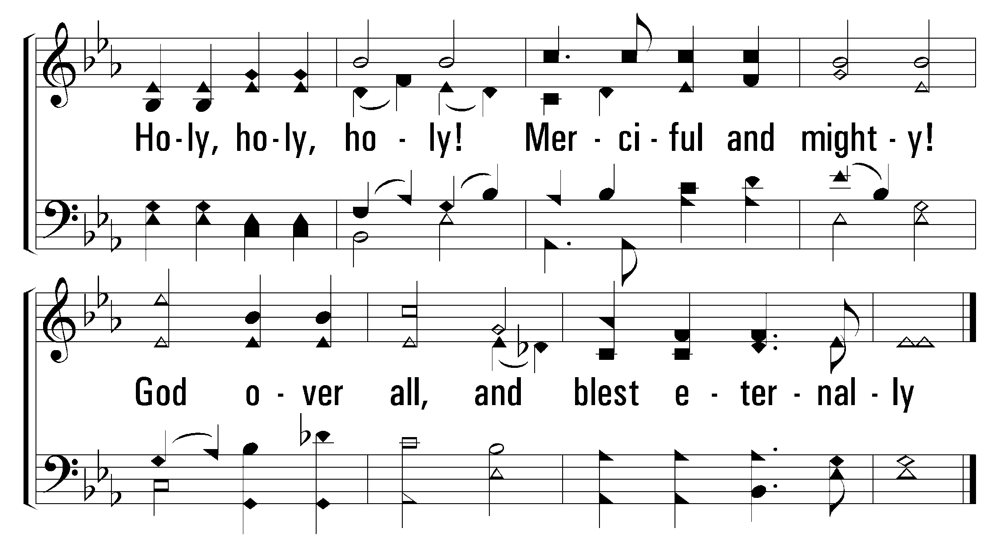 Ho-ly, ho-ly, ho - ly! Mer - ci - ful and might - y!
God o - ver all, and blest e - ter - nal - ly